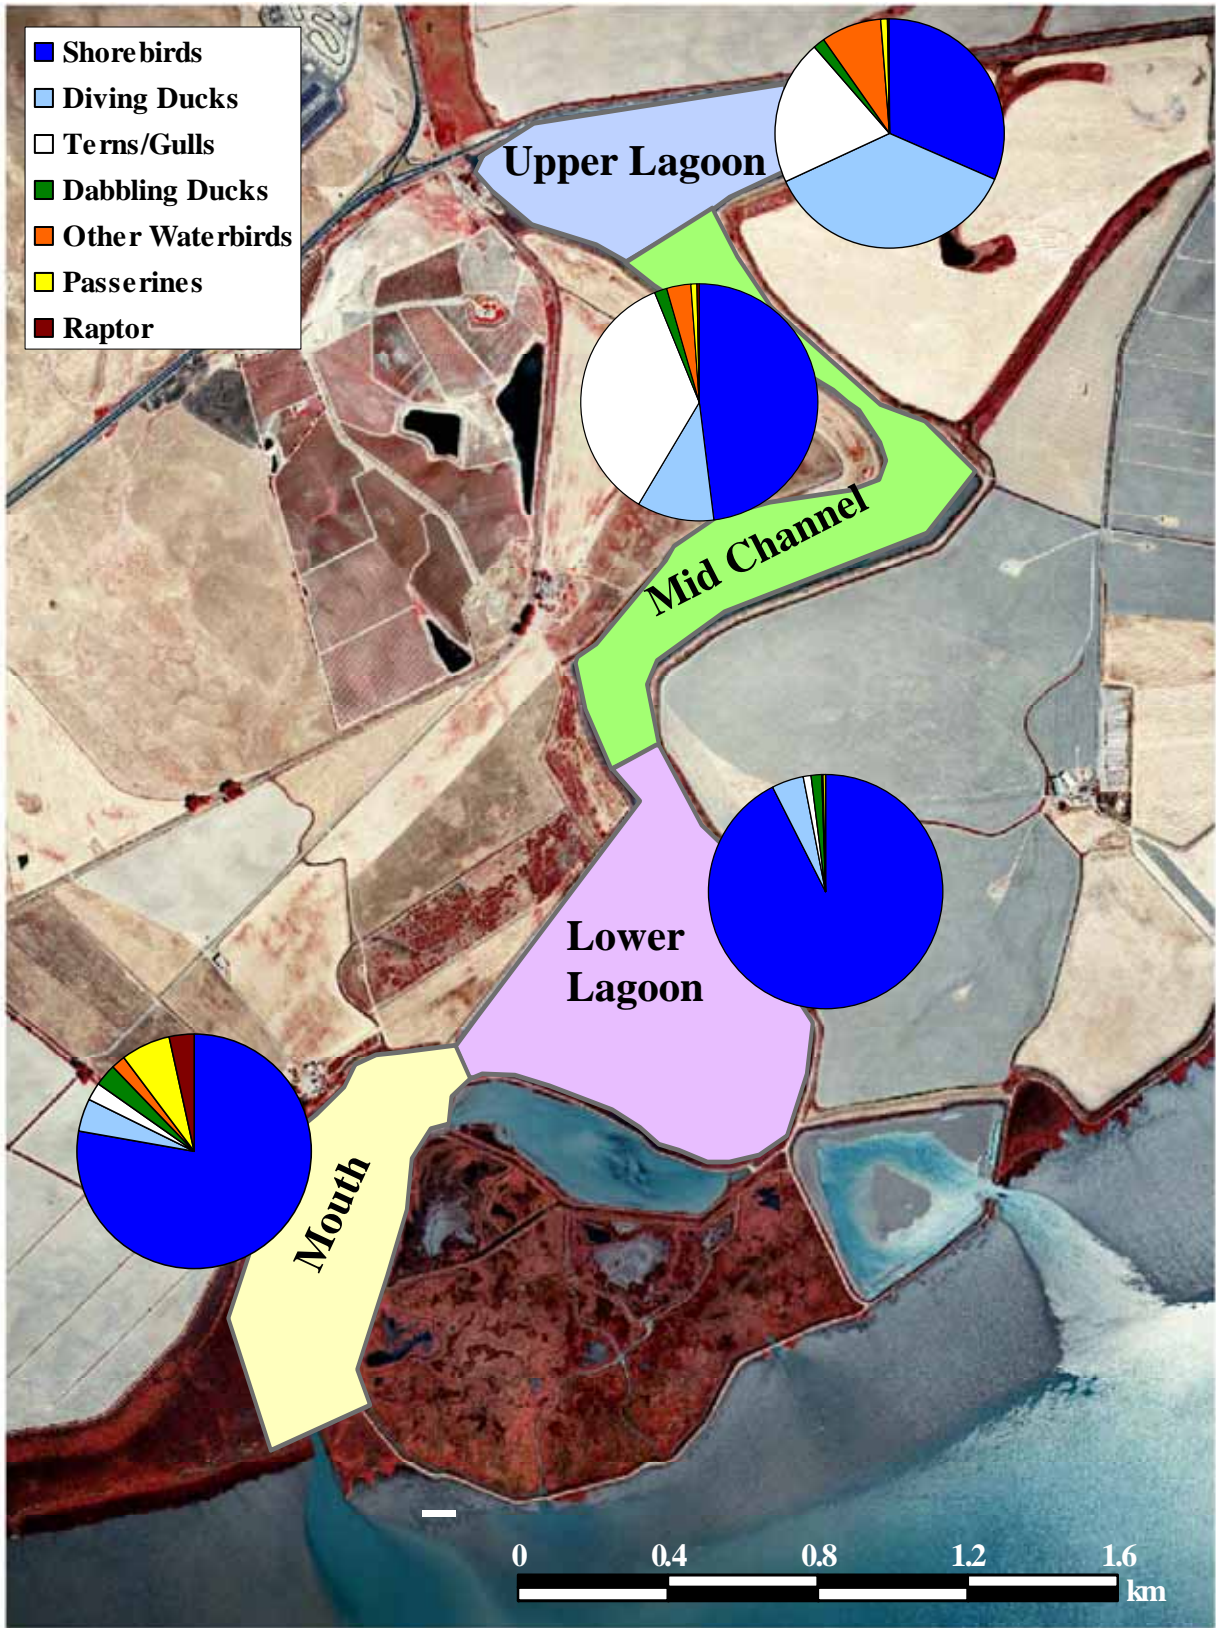 Shorebirds
Diving Ducks
Terns/Gulls
Dabbling Ducks
Other Waterbirds
Passerines
Raptor
Upper Lagoon
Mid Channel
Lower
Lagoon
Mouth
0 0.4 0.8 1.2 1.6
km